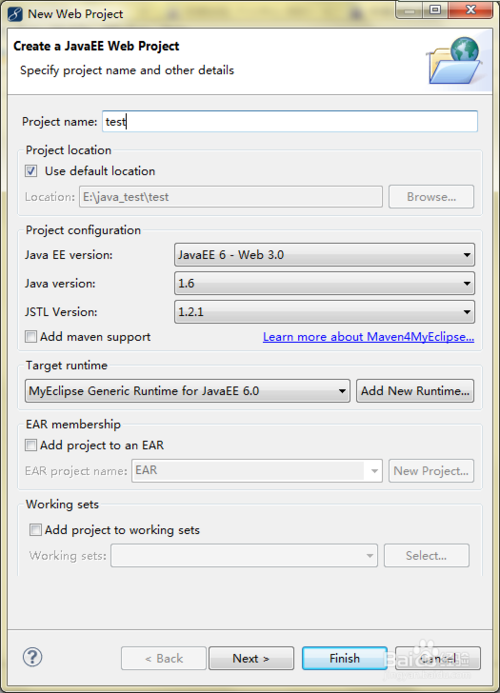 New Web Project
Create a JavaEE Web Project
Specify project name and other details
Project name: test
Project location
Use default location
Location: E:\java_test\test Browse...
Project configuration
Java EE version: JavaEE 6 - Web 3.0
Java version: 1.6
JSTL Version: 1.2.1
Add maven support Learn more about Maven4MyEclipse...
Target runtime
MyEclipse Generic Runtime for JavaEE 6.0 Add New Runtime...
EAR membership
Add project to an EAR
EAR project name: EAR New Project...
Working sets
Add project to working sets
Working sets: Select...
? < Back Next > Finish Cancel